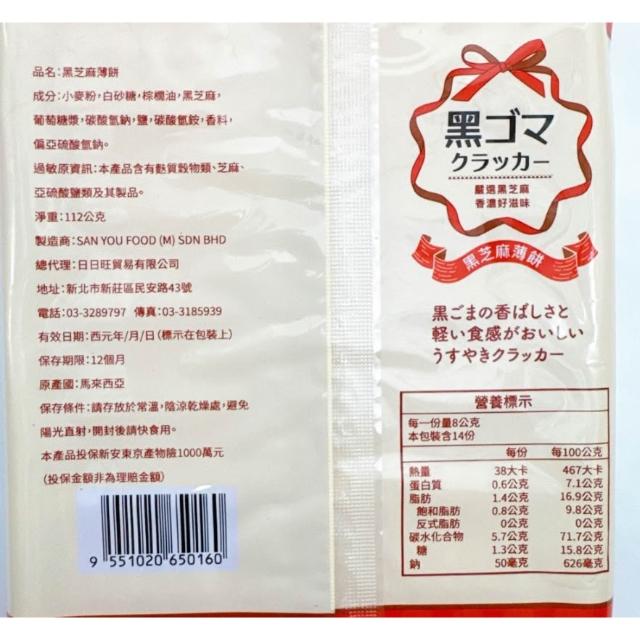 品名:黑芝麻薄餅
成分:小麥粉,白砂糖,棕櫚油,黑芝麻,
葡萄糖漿,碳酸氫鈉,鹽,碳酸氫銨,香料,
偏亞硫酸氫鈉。
過敏原資訊:本產品含有麩質穀物類、芝麻、
亞硫酸鹽類及其製品。
淨重:112公克
製造商:SAN YOU FOOD (M) SDN BHD
總代理:日日旺貿易有限公司
地址:新北市新莊區民安路43號
電話:03-3289797 傳真:03-3185939
有效日期:西元年/月/日(標示在包裝上)
保存期限:12個月
原產國:馬來西亞
保存條件:請存放於常溫,陰涼乾燥處,避免
陽光直射,開封後請快食用。
本產品投保新安東京產物險1000萬元
(投保金額非為理賠金額)
9 551020 650160
黑ゴマ
クラッカー
嚴選黑芝麻
香濃好滋味
黑芝麻薄餅
黒ごまの香ばしさと
軽い食感がおいしい
うすやきクラッカー
營養標示
每一份量8公克
本包裝含14份
每份 每100公克
熱量 38大卡 467大卡
蛋白質 0.6公克 7.1公克
脂肪 1.4公克 16.9公克
飽和脂肪 0.8公克 9.8公克
反式脂肪 0公克 0公克
碳水化合物 5.7公克 71.7公克
糖 1.3公克 15.8公克
鈉 50毫克 626毫克